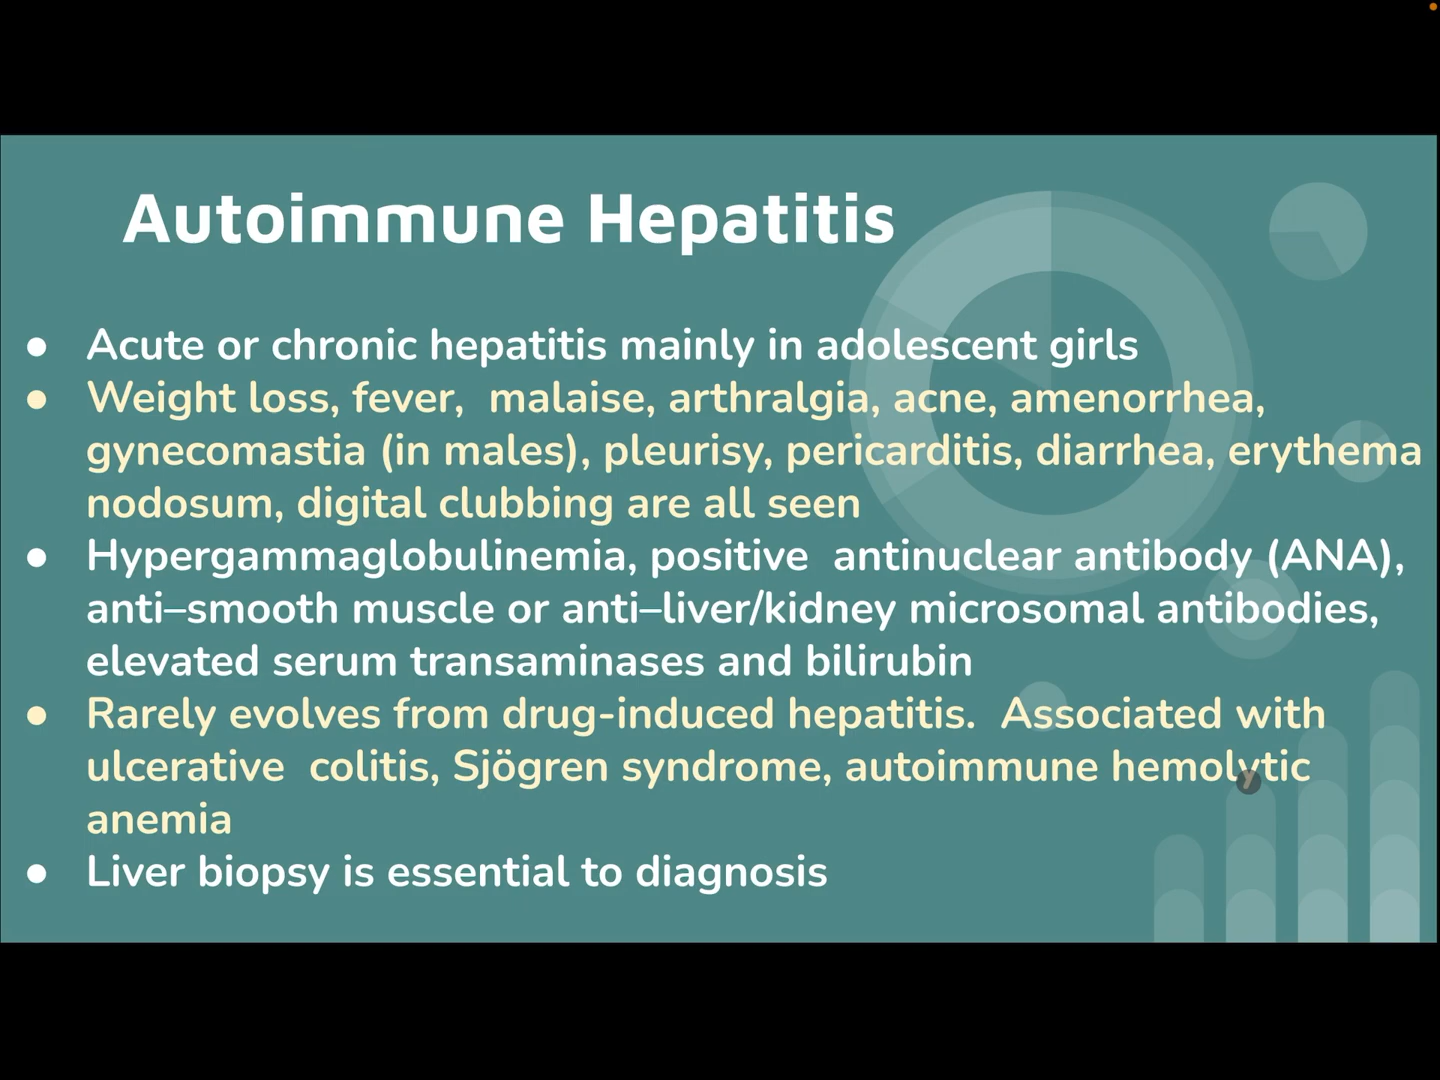 Autoimmune Hepatitis
● Acute or chronic hepatitis mainly in adolescent girls
● Weight loss, fever,  malaise, arthralgia, acne, amenorrhea,
gynecomastia (in males), pleurisy, pericarditis, diarrhea, erythema
nodosum, digital clubbing are all seen
● Hypergammaglobulinemia, positive  antinuclear antibody (ANA),
anti–smooth muscle or anti–liver/kidney microsomal antibodies,
elevated serum transaminases and bilirubin
● Rarely evolves from drug-induced hepatitis.  Associated with
ulcerative  colitis, Sjögren syndrome, autoimmune hemolytic
anemia
● Liver biopsy is essential to diagnosis